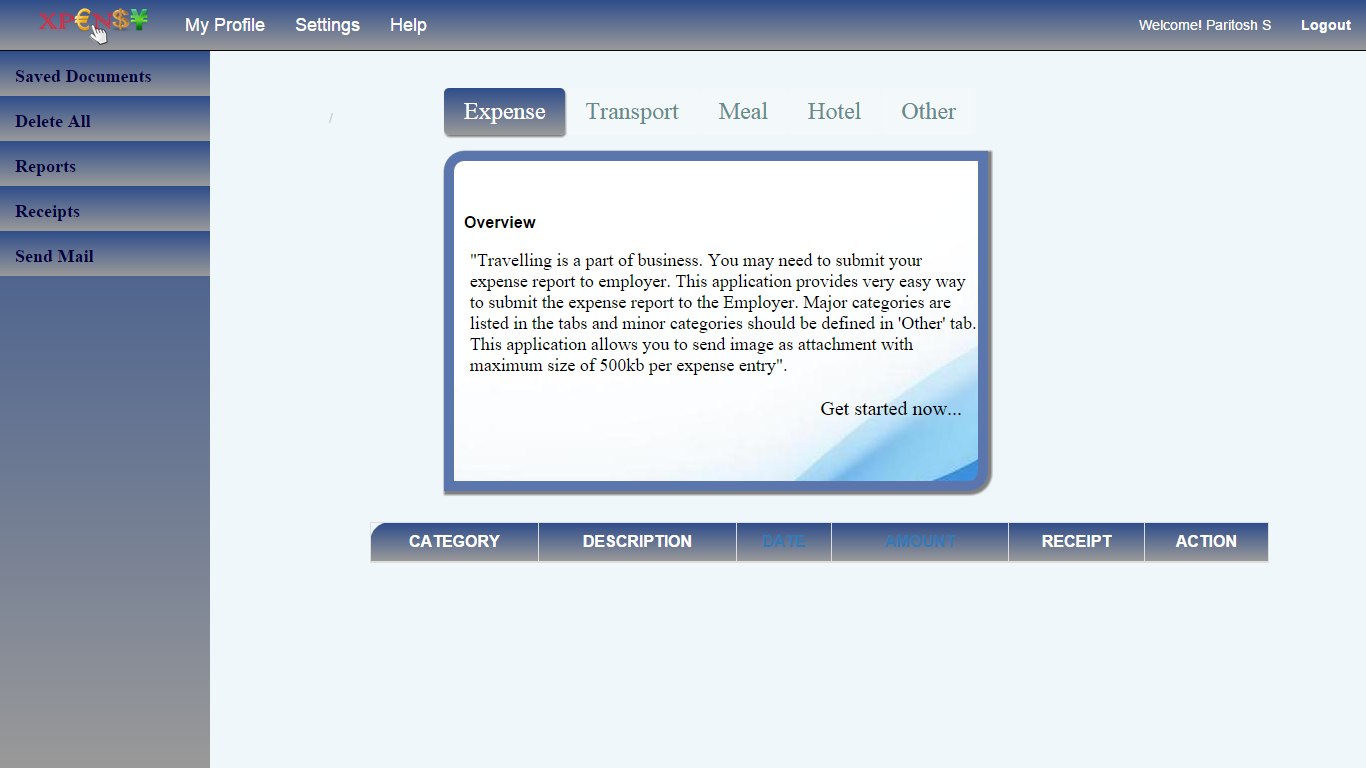 XP€N$¥ My Profile Settings Help Welcome! Paritosh S Logout
Saved Documents
Delete All
Reports
Receipts
Send Mail
/
Expense Transport Meal Hotel Other
Overview
"Travelling is a part of business. You may need to submit your
expense report to employer. This application provides very easy way
to submit the expense report to the Employer. Major categories are
listed in the tabs and minor categories should be defined in 'Other' tab.
This application allows you to send image as attachment with
maximum size of 500kb per expense entry".
Get started now...
CATEGORY DESCRIPTION DATE AMOUNT RECEIPT ACTION